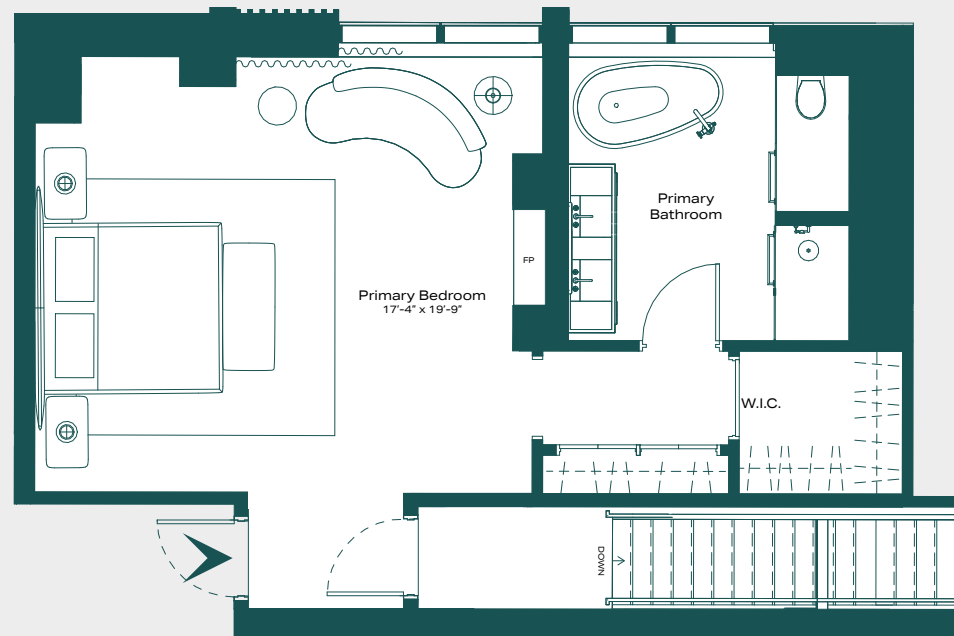 Primary
Bathroom
FP
Primary Bedroom
17'-4" x 19'-9"
W.I.C.
DOWN